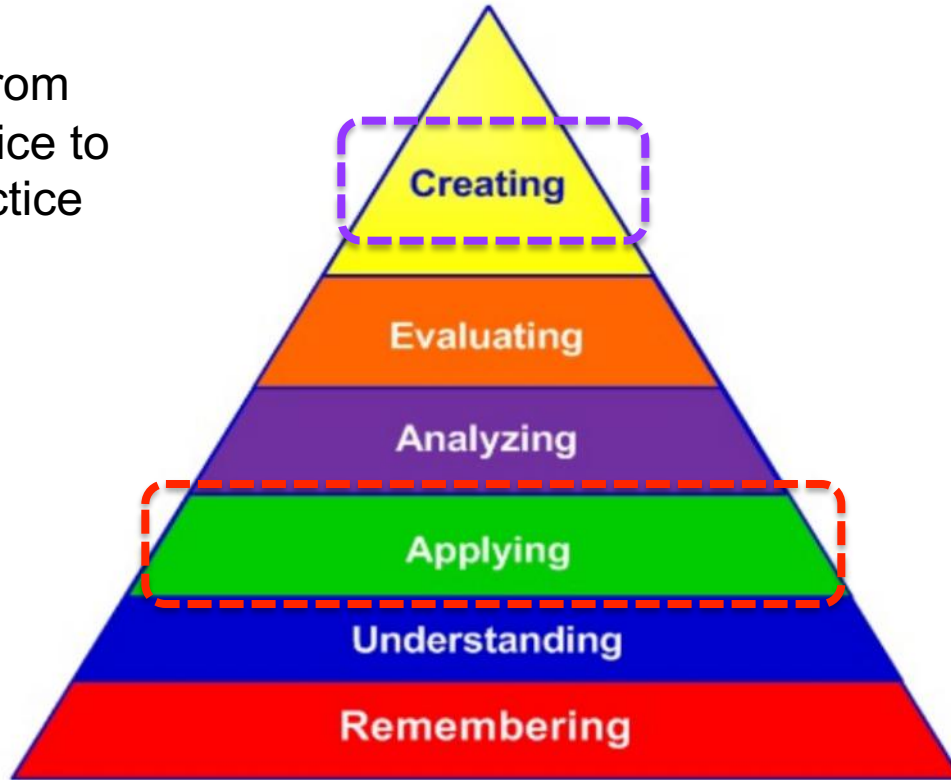 rom
ice to
ctice
Creating
Evaluating
Analyzing
Applying
Understanding
Remembering